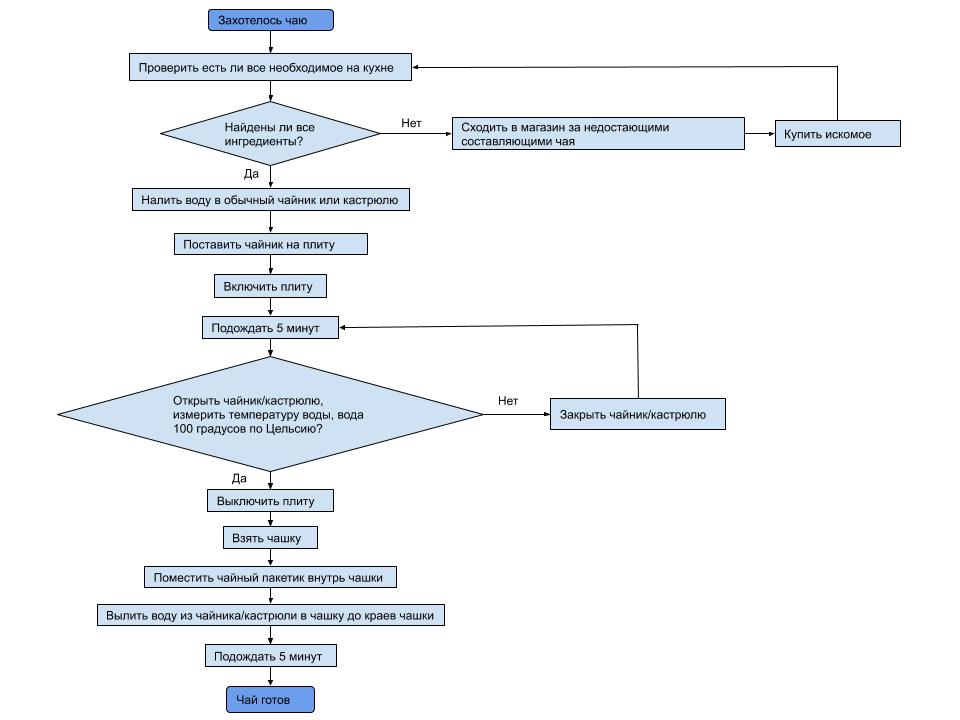 Захотелось чаю
Проверить есть ли все необходимое на кухне
Найдены ли все
ингредиенты?
Нет
Сходить в магазин за недостающими
составляющими чая
Купить искомое
Да
Налить воду в обычный чайник или кастрюлю
Поставить чайник на плиту
Включить плиту
Подождать 5 минут
Открыть чайник/кастрюлю,
измерить температуру воды, вода
100 градусов по Цельсию?
Нет
Закрыть чайник/кастрюлю
Да
Выключить плиту
Взять чашку
Поместить чайный пакетик внутрь чашки
Вылить воду из чайника/кастрюли в чашку до краев чашки
Подождать 5 минут
Чай готов